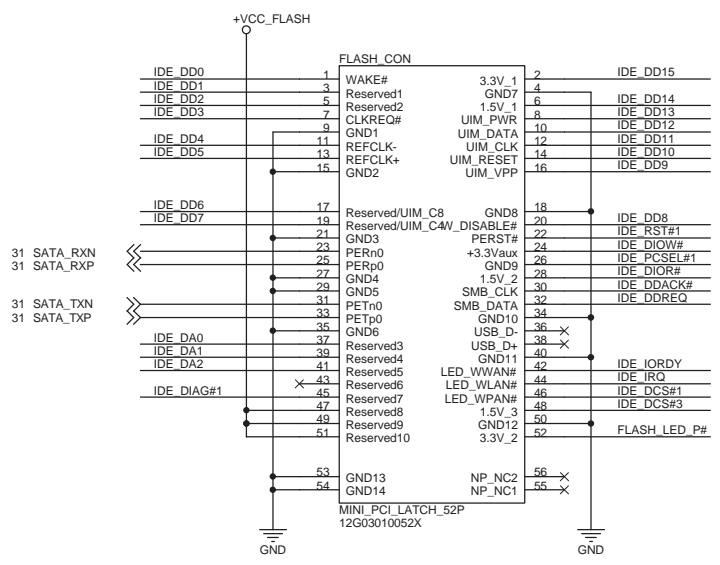 +VCC_FLASH
FLASH_CON
IDE_DD0 1 WAKE# 3.3V_1 2 IDE_DD15
IDE_DD1 3 Reserved1 GND7 4
IDE_DD2 5 Reserved2 1.5V_1 6 IDE_DD14
IDE_DD3 7 CLKREQ# UIM_PWR 8 IDE_DD13
9 GND1 UIM_DATA 10 IDE_DD12
IDE_DD4 11 REFCLK- UIM_CLK 12 IDE_DD11
IDE_DD5 13 REFCLK+ UIM_RESET 14 IDE_DD10
15 GND2 UIM_VPP 16 IDE_DD9
IDE_DD6 17 Reserved/UIM_C8 GND8 18
IDE_DD7 19 Reserved/UIM_C4 W_DISABLE# 20 IDE_DD8
21 GND3 PERST# 22 IDE_RST#1
31 SATA_RXN 23 PERn0 +3.3Vaux 24 IDE_DIOW#
31 SATA_RXP 25 PERp0 GND9 26 IDE_PCSEL#1
27 GND4 1.5V_2 28 IDE_DIOR#
29 GND5 SMB_CLK 30 IDE_DDACK#
31 SATA_TXN 31 PETn0 SMB_DATA 32 IDE_DDREQ
31 SATA_TXP 33 PETp0 GND10 34
35 GND6 USB_D- 36
IDE_DA0 37 Reserved3 USB_D+ 38
IDE_DA1 39 Reserved4 GND11 40
IDE_DA2 41 Reserved5 LED_WWAN# 42 IDE_IORDY
43 Reserved6 LED_WLAN# 44 IDE_IRQ
IDE_DIAG#1 45 Reserved7 LED_WPAN# 46 IDE_DCS#1
47 Reserved8 1.5V_3 48 IDE_DCS#3
49 Reserved9 GND12 50
51 Reserved10 3.3V_2 52 FLASH_LED_P#
53 GND13 NP_NC2 56
54 GND14 NP_NC1 55
MINI_PCI_LATCH_52P
12G03010052X
GND GND